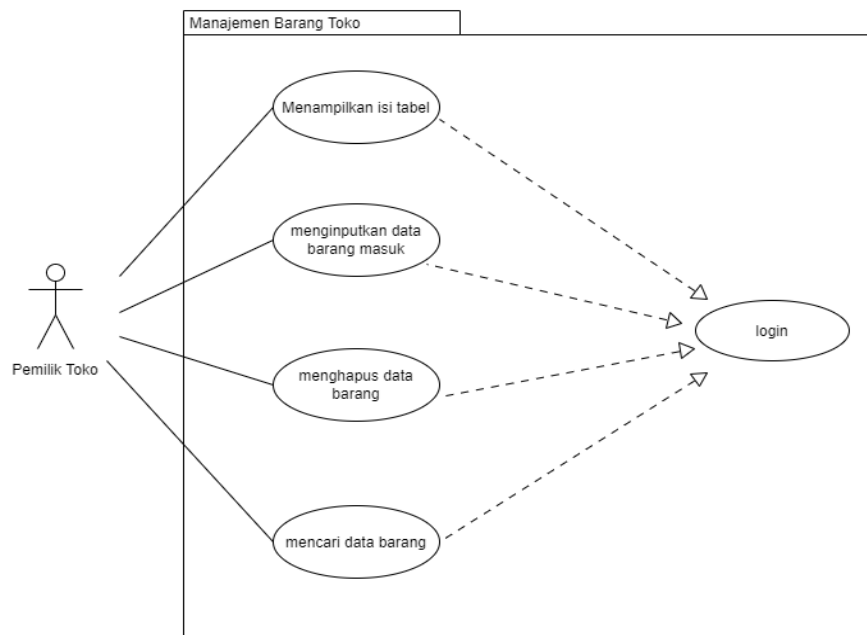 Manajemen Barang Toko
Menampilkan isi tabel
menginputkan data
barang masuk
login
Pemilik Toko
menghapus data
barang
mencari data barang